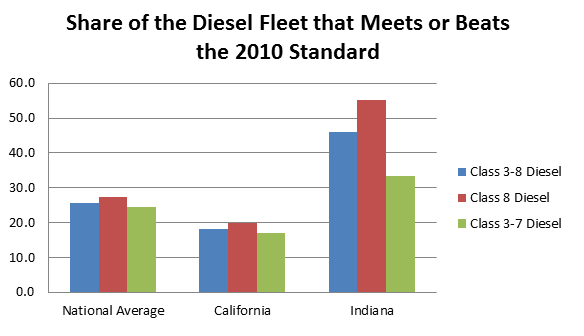 Share of the Diesel Fleet that Meets or Beats
the 2010 Standard
60.0
50.0
40.0
30.0
20.0
10.0
0.0
National Average
California
Indiana
Class 3-8 Diesel
Class 8 Diesel
Class 3-7 Diesel